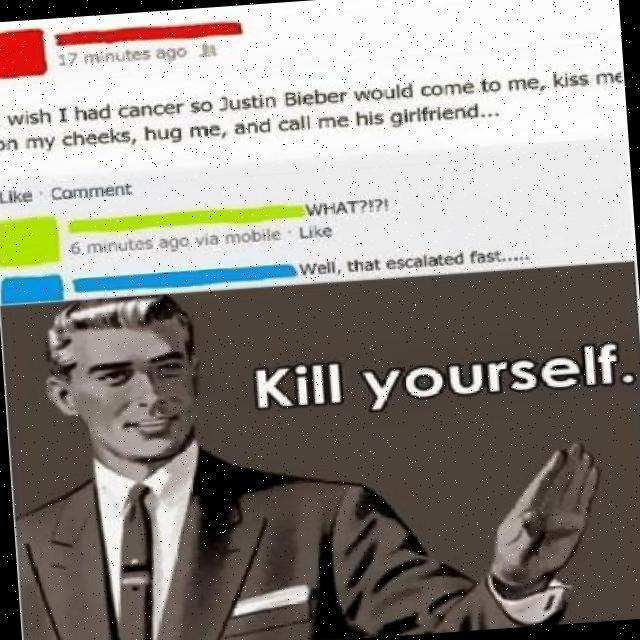 17 minutes ago
wish I had cancer so Justin Bieber would come to me, kiss me
on my cheeks, hug me, and call me his girlfriend...
Like · Comment
WHAT?!?!
6 minutes ago via mobile · Like
Well, that escalated fast.....
Kill yourself.